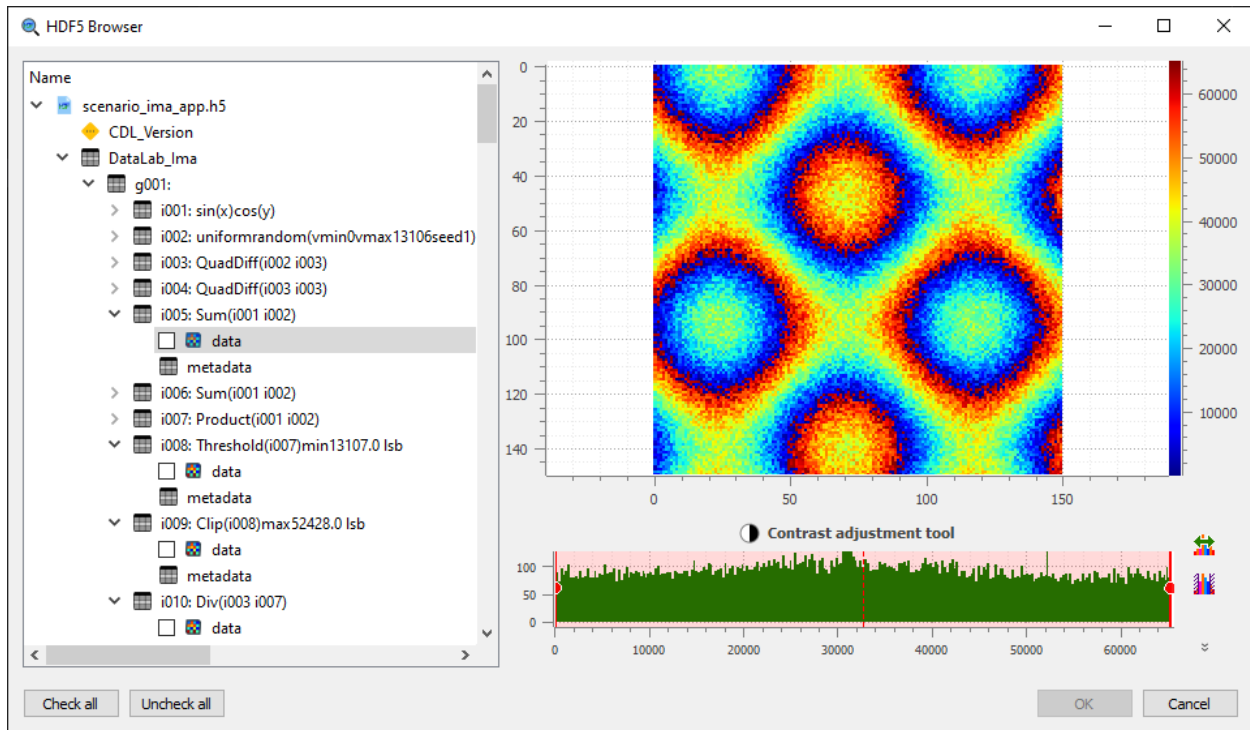 HDF5 Browser
Name
scenario_ima_app.h5
CDL_Version
DataLab_Ima
g001:
i001: sin(x)cos(y)
i002: uniformrandom(vmin0vmax13106seed1)
i003: QuadDiff(i002 i003)
i004: QuadDiff(i003 i003)
i005: Sum(i001 i002)
data
metadata
i006: Sum(i001 i002)
i007: Product(i001 i002)
i008: Threshold(i007)min13107.0 lsb
data
metadata
i009: Clip(i008)max52428.0 lsb
data
metadata
i010: Div(i003 i007)
data
0
20
40
60
80
100
120
140
0 50 100 150
60000
50000
40000
30000
20000
10000
Contrast adjustment tool
100
50
0
0 10000 20000 30000 40000 50000 60000
Check all Uncheck all OK Cancel